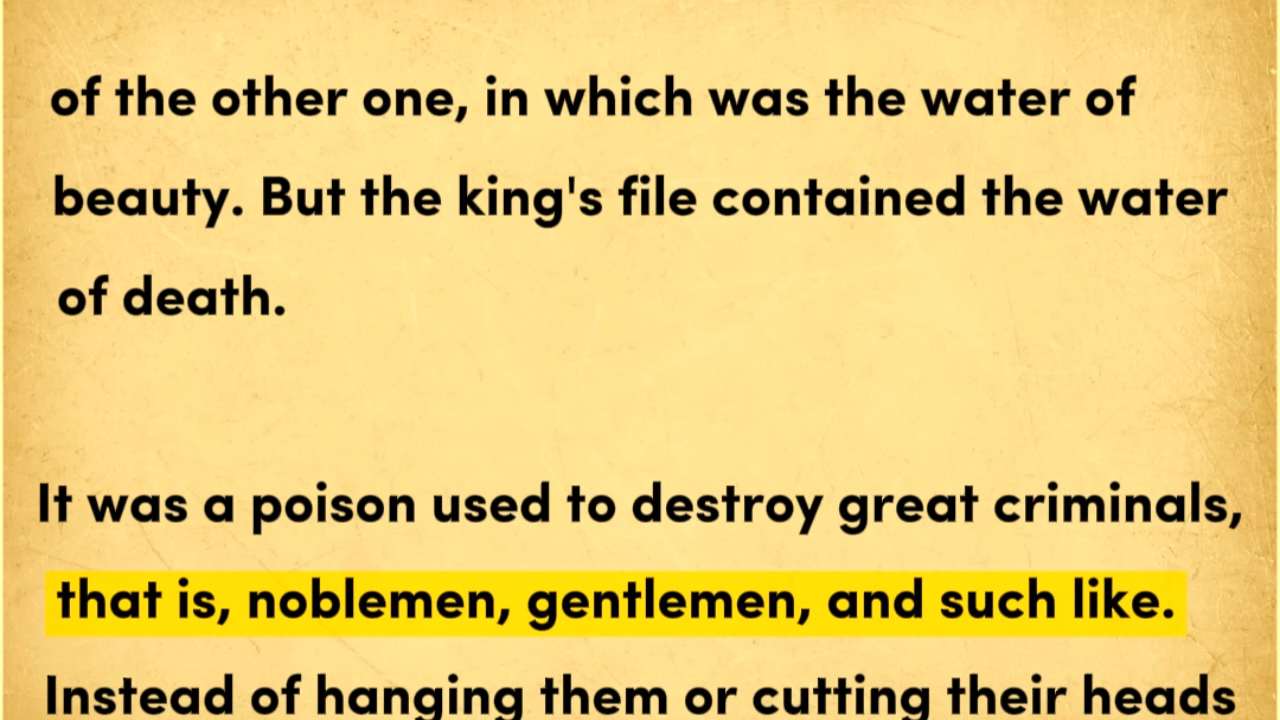 of the other one, in which was the water of
beauty. But the king's file contained the water
of death.
It was a poison used to destroy great criminals,
that is, noblemen, gentlemen, and such like.
Instead of hanging them or cutting their heads